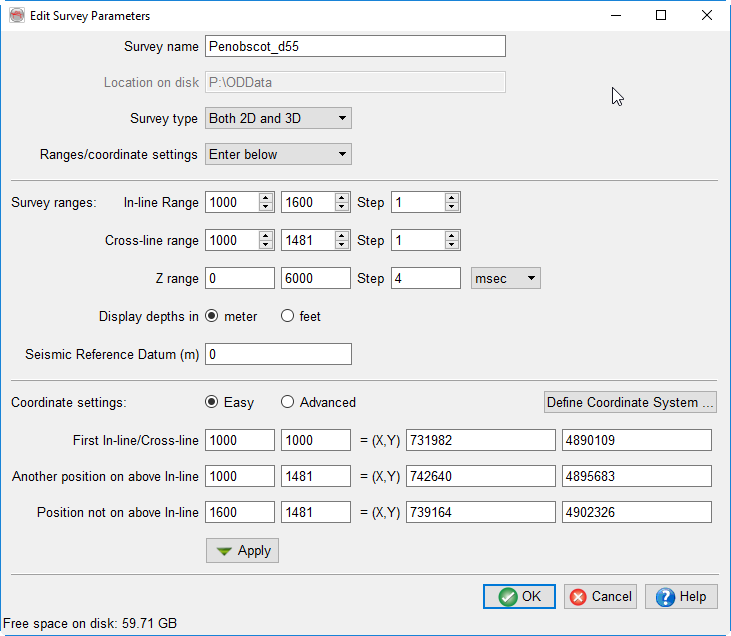 Edit Survey Parameters
Survey name Penobscot_d55
Location on disk P:\ODData
Survey type Both 2D and 3D
Ranges/coordinate settings Enter below
Survey ranges: In-line Range 1000 1600 Step 1
Cross-line range 1000 1481 Step 1
Z range 0 6000 Step 4 msec
Display depths in meter feet
Seismic Reference Datum (m) 0
Coordinate settings: Easy Advanced Define Coordinate System ...
First In-line/Cross-line 1000 1000 = (X,Y) 731982 4890109
Another position on above In-line 1000 1481 = (X,Y) 742640 4895683
Position not on above In-line 1600 1481 = (X,Y) 739164 4902326
Apply
OK Cancel Help
Free space on disk: 59.71 GB